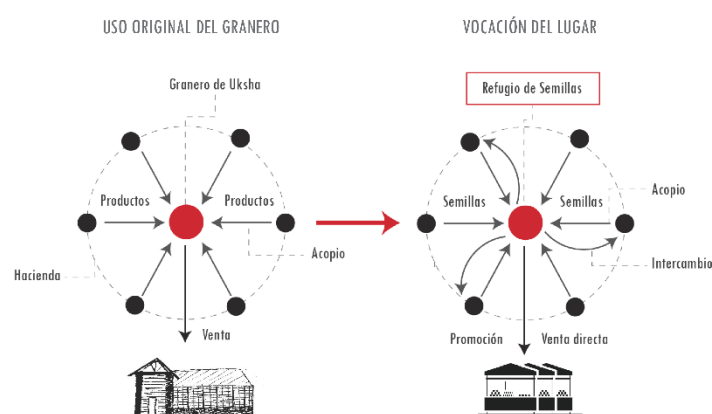 USO ORIGINAL DEL GRANERO
VOCACIÓN DEL LUGAR
Granero de Uksha
Productos
Productos
Acopio
Hacienda
Venta
Refugio de Semillas
Semillas
Semillas
Acopio
Intercambio
Promoción
Venta directa